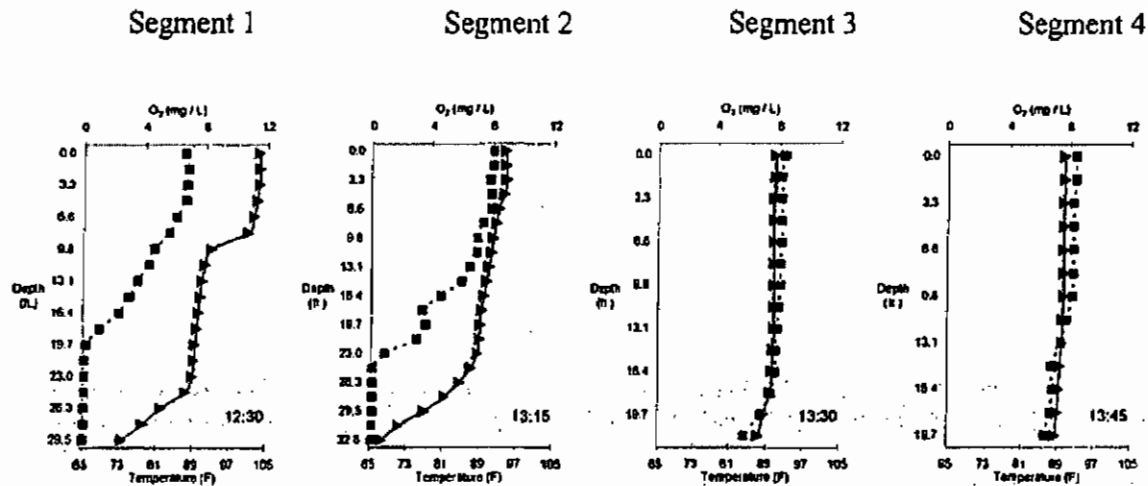 Segment 1 Segment 2 Segment 3 Segment 4
O₂ (mg / L) O₂ (mg / L) O₂ (mg / L) O₂ (mg / L)
0 4 8 12 0 4 8 12 0 4 8 12 0 4 8 12
0.0 0.0 0.0 0.0
3.3 3.3 3.3 3.3
6.6 6.6 6.6 6.6
9.8 9.8 9.8 9.8
13.1 13.1 13.1 13.1
Depth Depth Depth Depth
(ft.) (ft.) (ft.) (ft.)
16.4 16.4 16.4 16.4
19.7 19.7 19.7 19.7
23.0 23.0
26.3 26.3
29.5 29.5
32.8
12:30 13:15 13:30 13:45
65 73 81 89 97 105 65 73 81 89 97 105 65 73 81 89 97 105 65 73 81 89 97 105
Temperature (F) Temperature (F) Temperature (F) Temperature (F)